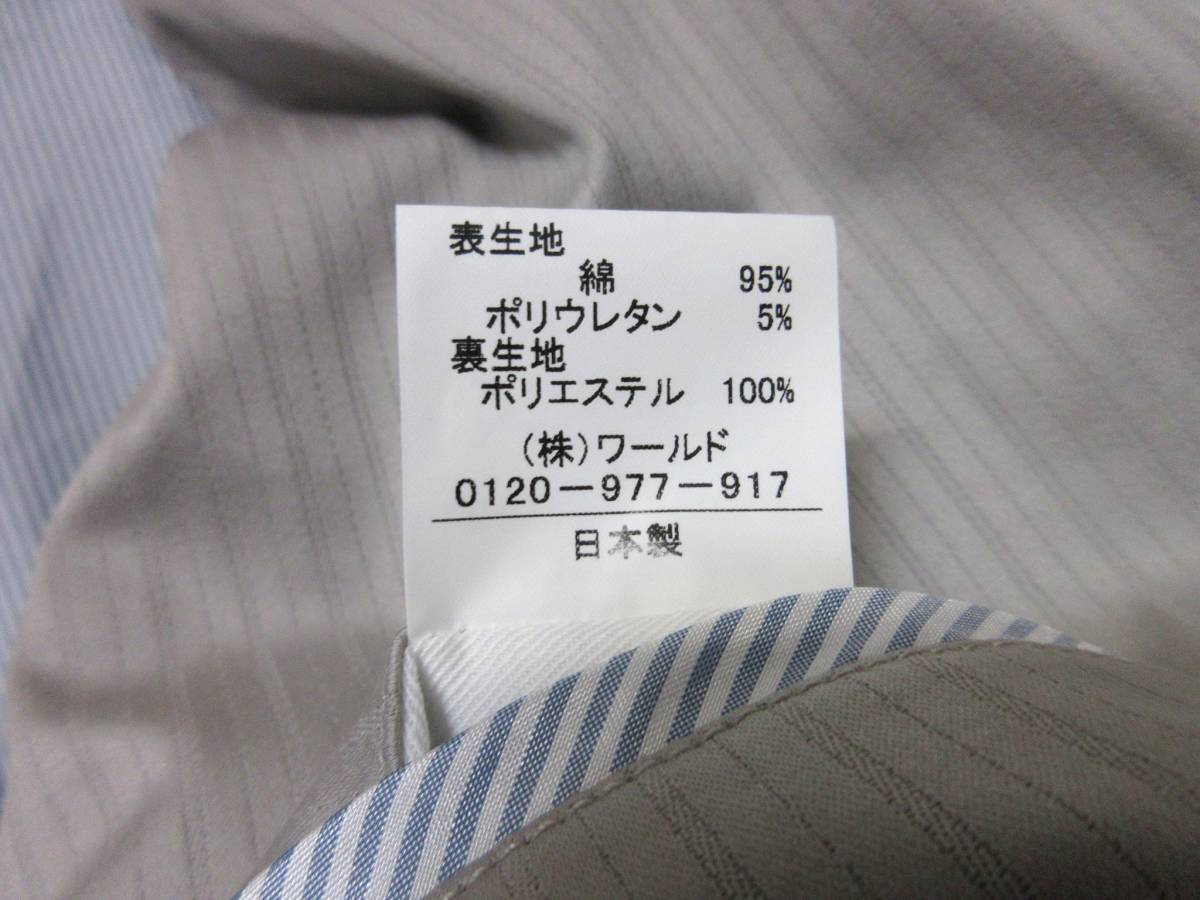 表生地
綿 95%
ポリウレタン 5%
裏生地
ポリエステル 100%
(株)ワールド
0120-977-917
日本製